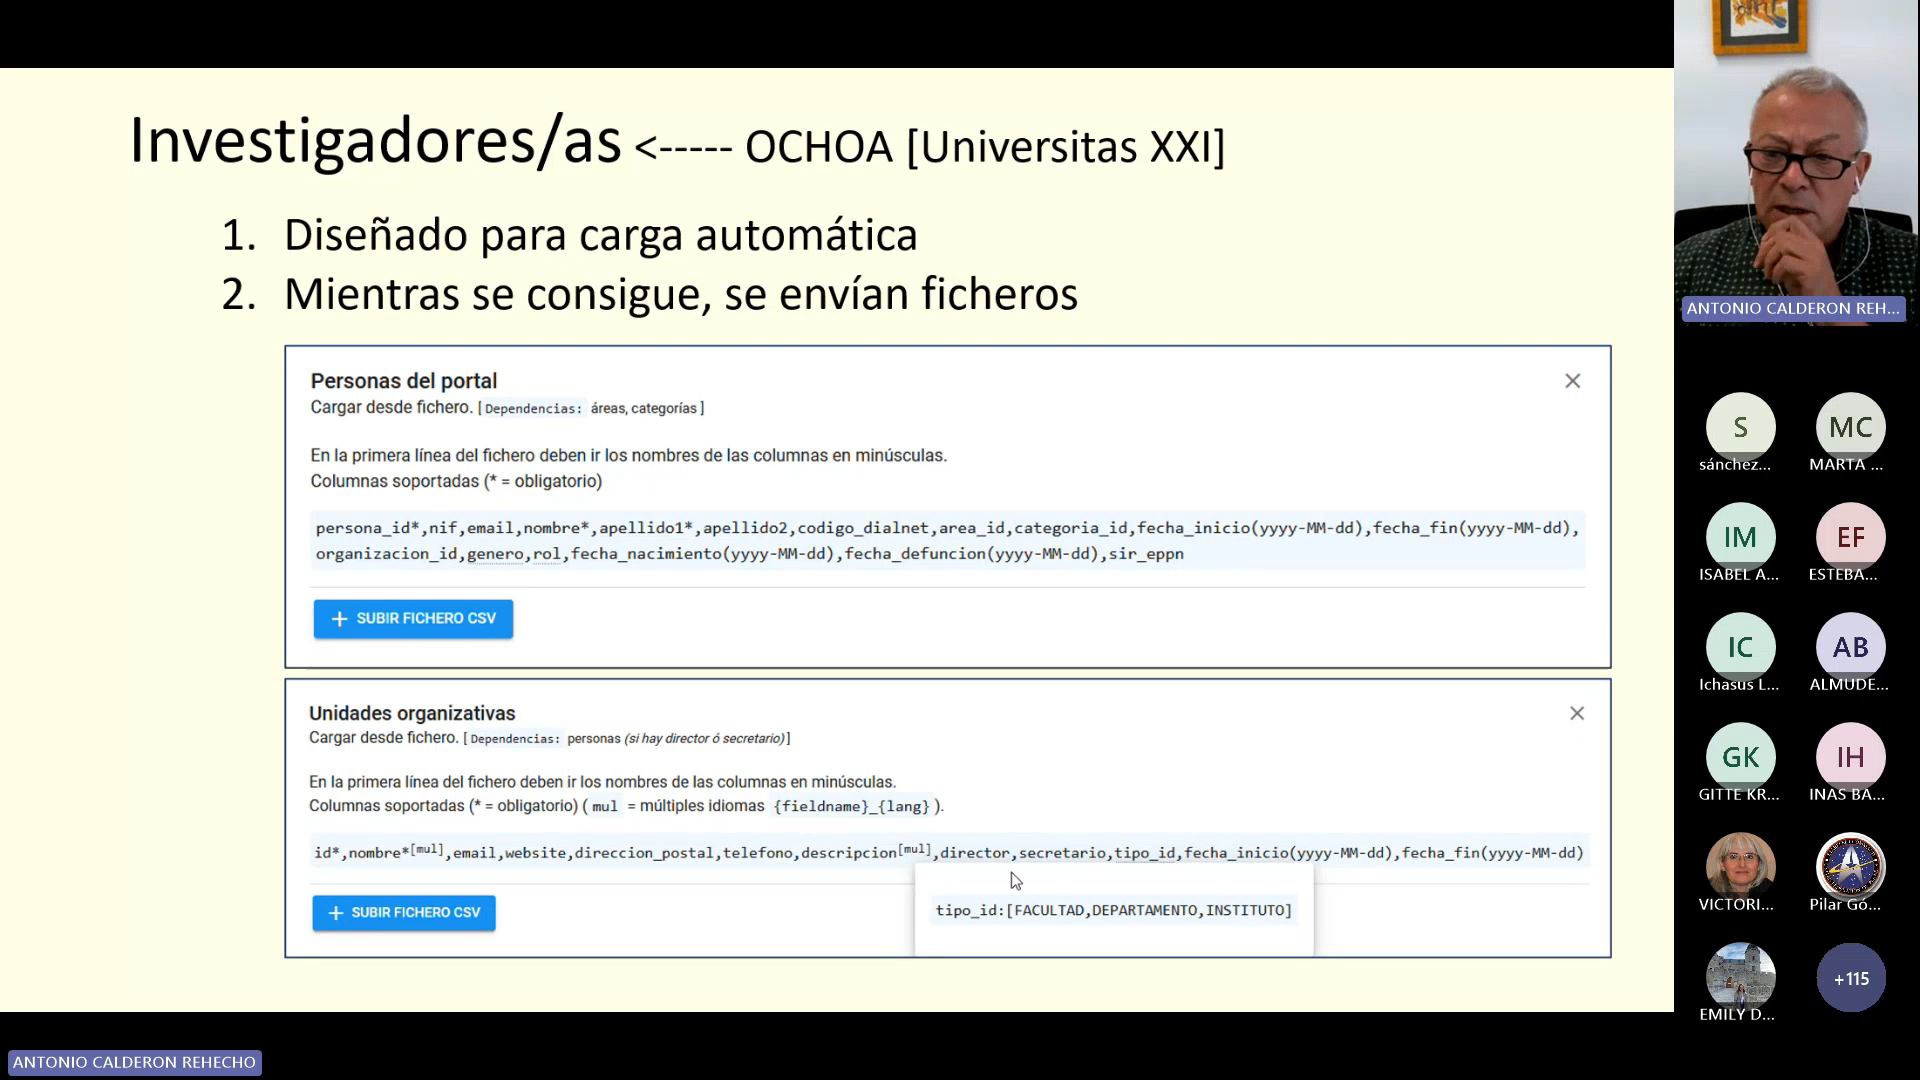 Investigadores/as <----- OCHOA [Universitas XXI]
1. Diseñado para carga automática
2. Mientras se consigue, se envían ficheros
Personas del portal
Cargar desde fichero. [ Dependencias: áreas, categorías ]
En la primera línea del fichero deben ir los nombres de las columnas en minúsculas.
Columnas soportadas (* = obligatorio)
persona_id*,nif,email,nombre*,apellido1*,apellido2,codigo_dialnet,area_id,categoria_id,fecha_inicio(yyyy-MM-dd),fecha_fin(yyyy-MM-dd),
organizacion_id,genero,rol,fecha_nacimiento(yyyy-MM-dd),fecha_defuncion(yyyy-MM-dd),sir_eppn
+ SUBIR FICHERO CSV
Unidades organizativas
Cargar desde fichero. [ Dependencias: personas (si hay director ó secretario) ]
En la primera línea del fichero deben ir los nombres de las columnas en minúsculas.
Columnas soportadas (* = obligatorio) ( mul = múltiples idiomas {fieldname}_{lang} ).
id*,nombre*[mul],email,website,direccion_postal,telefono,descripcion[mul],director,secretario,tipo_id,fecha_inicio(yyyy-MM-dd),fecha_fin(yyyy-MM-dd)
tipo_id:[FACULTAD,DEPARTAMENTO,INSTITUTO]
+ SUBIR FICHERO CSV
ANTONIO CALDERON REH...
S
sánchez...
MC
MARTA ...
IM
ISABEL A...
EF
ESTEBA...
IC
Ichasus L...
AB
ALMUDE...
GK
GITTE KR...
IH
INAS BA...
VICTORI...
Pilar Gó...
EMILY D...
+115
ANTONIO CALDERON REHECHO